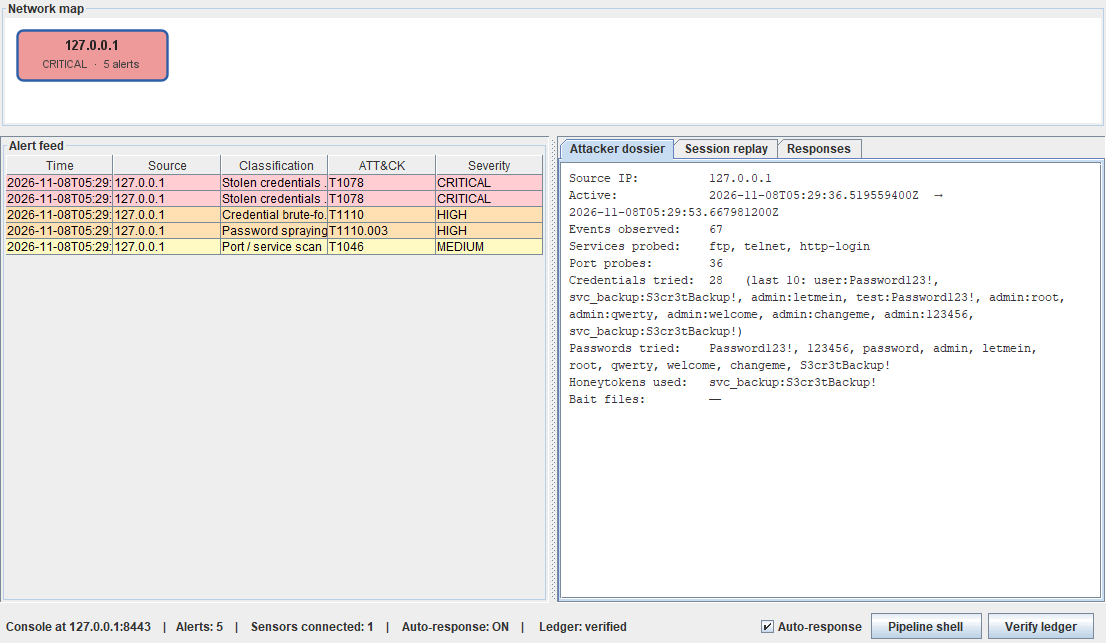 Network map
127.0.0.1
CRITICAL · 5 alerts
Alert feed
Time Source Classification ATT&CK Severity
2026-11-08T05:29: 127.0.0.1 Stolen credentials . T1078 CRITICAL
2026-11-08T05:29: 127.0.0.1 Stolen credentials . T1078 CRITICAL
2026-11-08T05:29: 127.0.0.1 Credential brute-fo. T1110 HIGH
2026-11-08T05:29: 127.0.0.1 Password spraying T1110.003 HIGH
2026-11-08T05:29: 127.0.0.1 Port / service scan T1046 MEDIUM
Attacker dossier Session replay Responses
Source IP: 127.0.0.1
Active: 2026-11-08T05:29:36.519559400Z →
2026-11-08T05:29:53.667981200Z
Events observed: 67
Services probed: ftp, telnet, http-login
Port probes: 36
Credentials tried: 28 (last 10: user:Password123!,
svc_backup:S3cr3tBackup!, admin:letmein, test:Password123!, admin:root,
admin:qwerty, admin:welcome, admin:changeme, admin:123456,
svc_backup:S3cr3tBackup!)
Passwords tried: Password123!, 123456, password, admin, letmein,
root, qwerty, welcome, changeme, S3cr3tBackup!
Honeytokens used: svc_backup:S3cr3tBackup!
Bait files: —
Console at 127.0.0.1:8443 | Alerts: 5 | Sensors connected: 1 | Auto-response: ON | Ledger: verified
Auto-response Pipeline shell Verify ledger